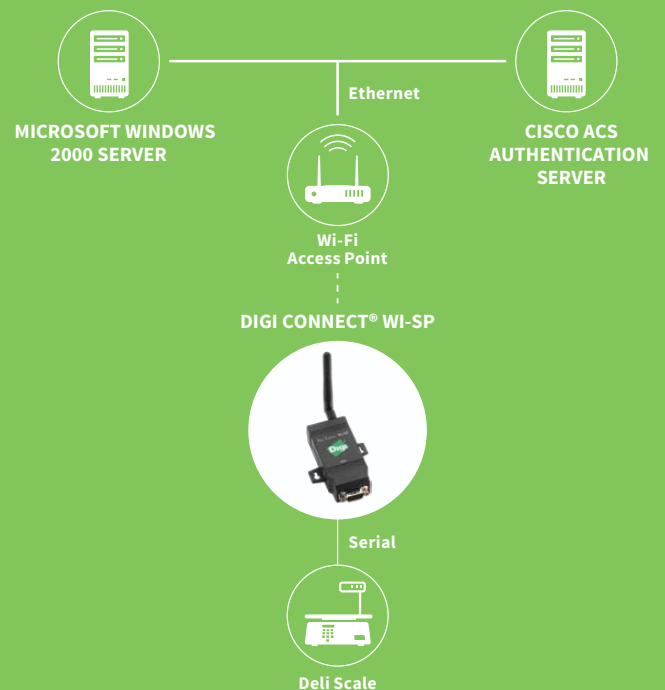 Ethernet
MICROSOFT WINDOWS
2000 SERVER
CISCO ACS
AUTHENTICATION
SERVER
Wi-Fi
Access Point
DIGI CONNECT® WI-SP
Digi
Serial
Deli Scale